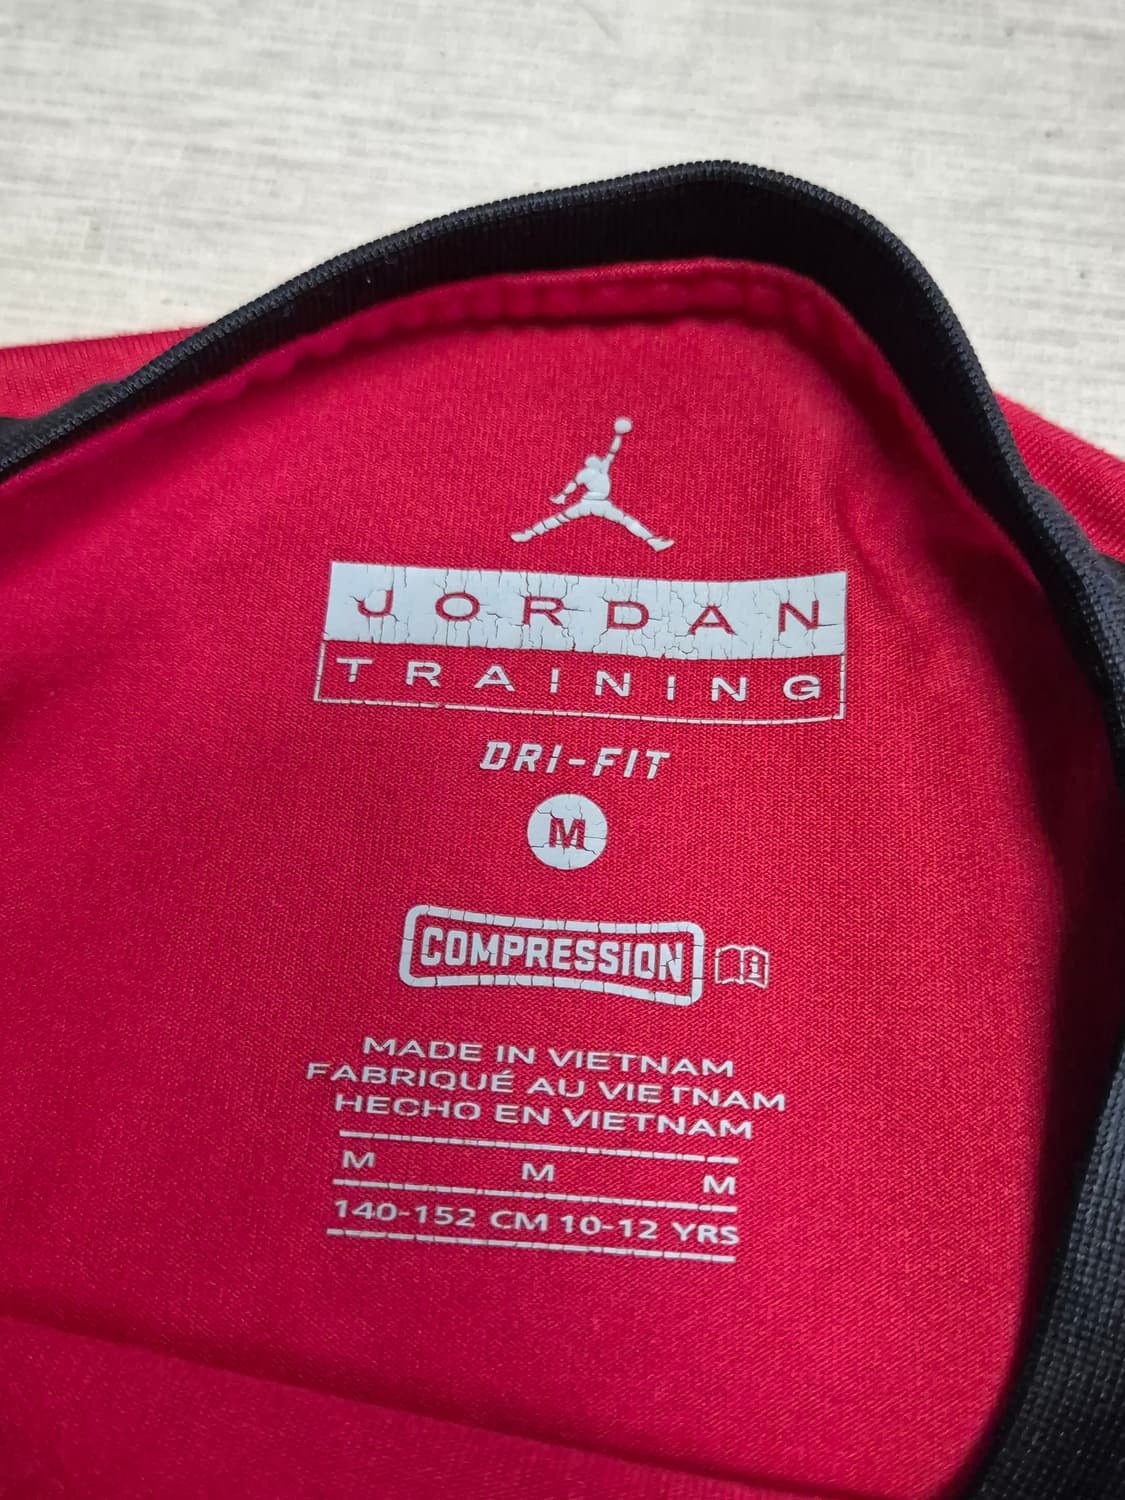 JORDAN
TRAINING
DRI-FIT
M
COMPRESSION
MADE IN VIETNAM
FABRIQUÉ AU VIETNAM
HECHO EN VIETNAM
M M M
140-152 CM 10-12 YRS